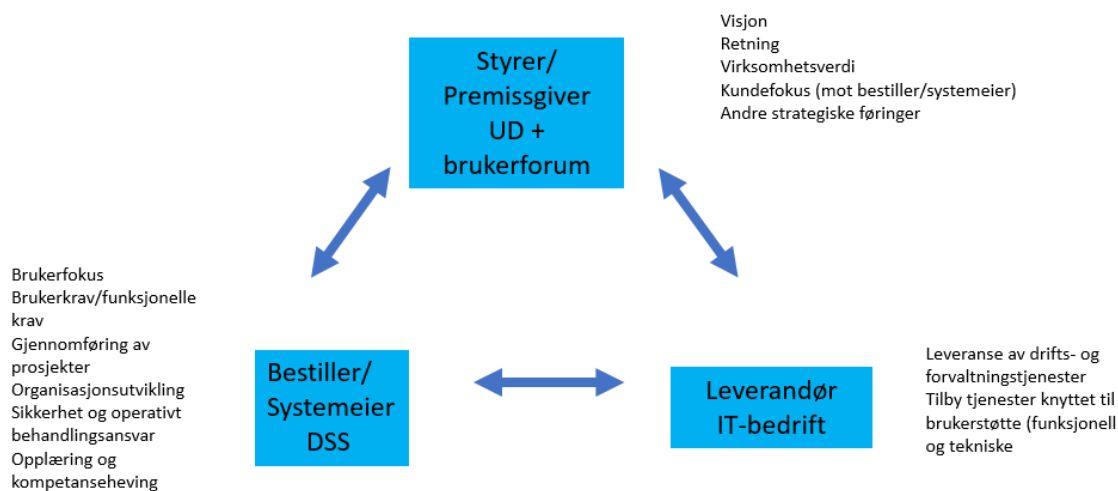 Styrer/
Premissgiver
UD +
brukerforum
Visjon
Retning
Virksomhetsverdi
Kundefokus (mot bestiller/systemeier)
Andre strategiske føringer
Brukerfokus
Brukerkrav/funksjonelle
krav
Gjennomføring av
prosjekter
Organisasjonsutvikling
Sikkerhet og operativt
behandlingsansvar
Opplæring og
kompetanseheving
Bestiller/
Systemeier
DSS
Leverandør
IT-bedrift
Leveranse av drifts- og
forvaltningstjenester
Tilby tjenester knyttet til
brukerstøtte (funksjonell
og tekniske